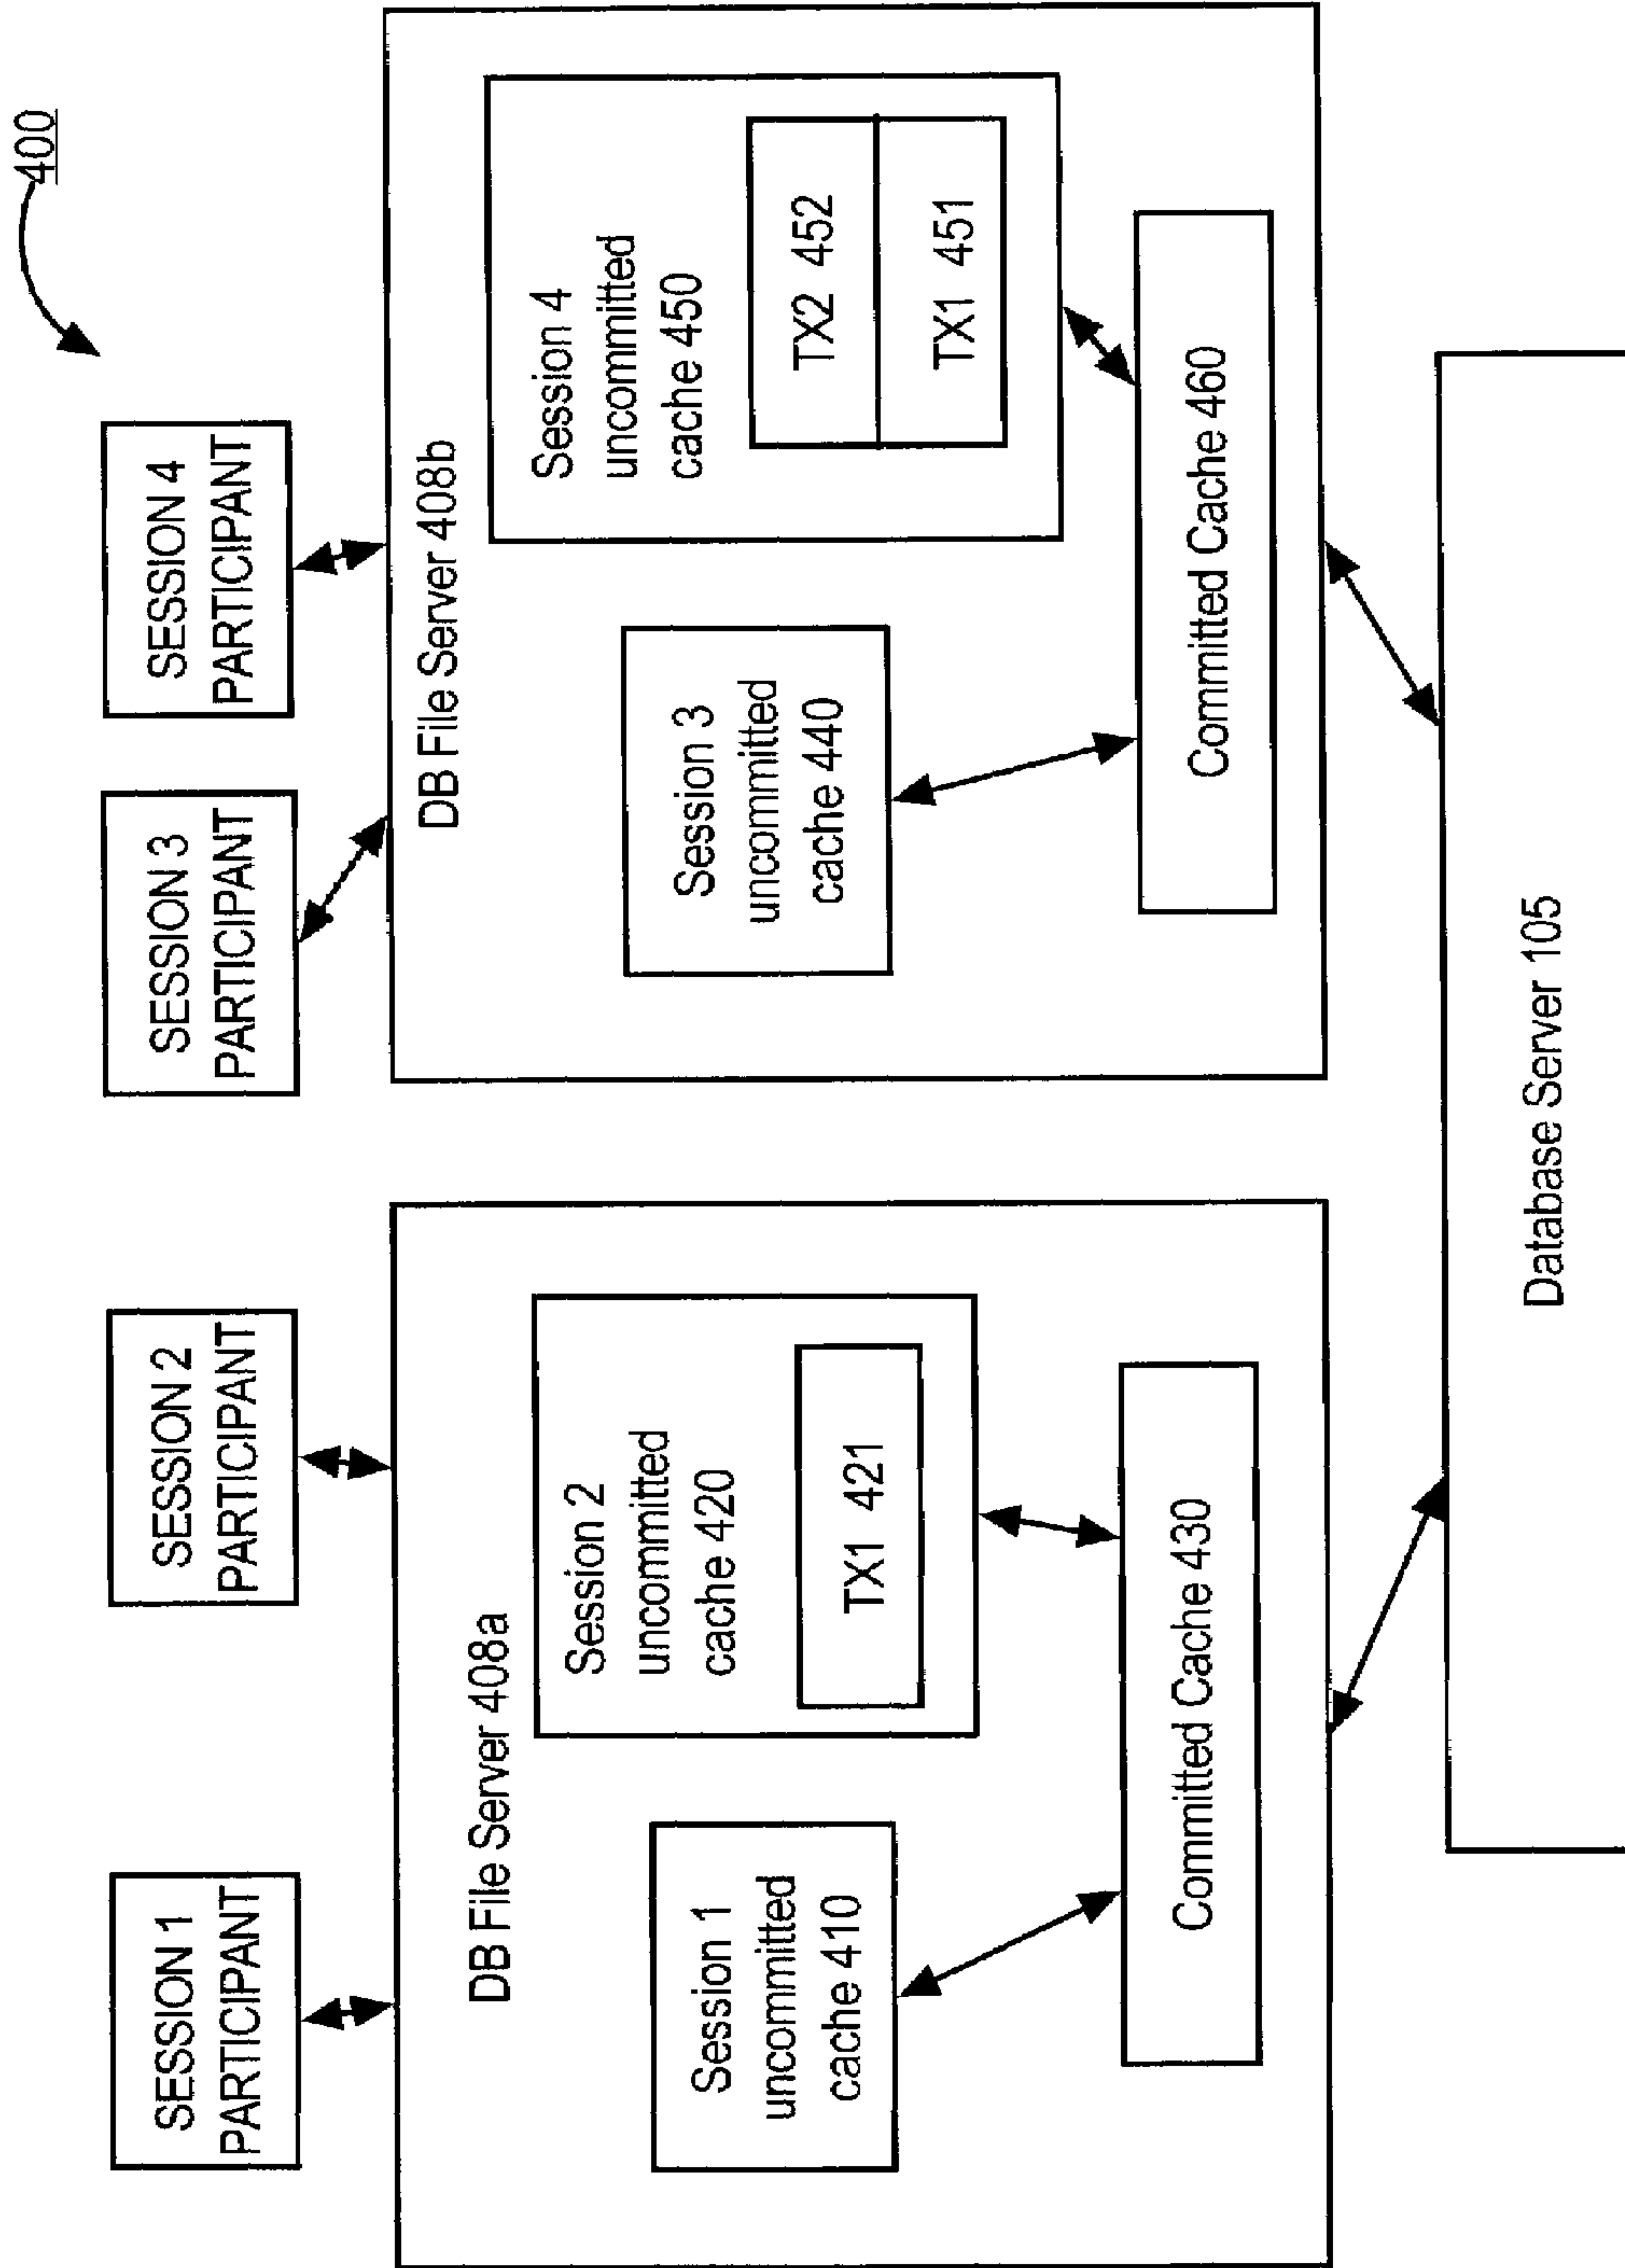 400
SESSION 1
PARTICIPANT
SESSION 2
PARTICIPANT
SESSION 3
PARTICIPANT
SESSION 4
PARTICIPANT
DB File Server 408a
Session 1
uncommitted
cache 410
Session 2
uncommitted
cache 420
TX1 421
Committed Cache 430
DB File Server 408b
Session 3
uncommitted
cache 440
Session 4
uncommitted
cache 450
TX2 452
TX1 451
Committed Cache 460
Database Server 105